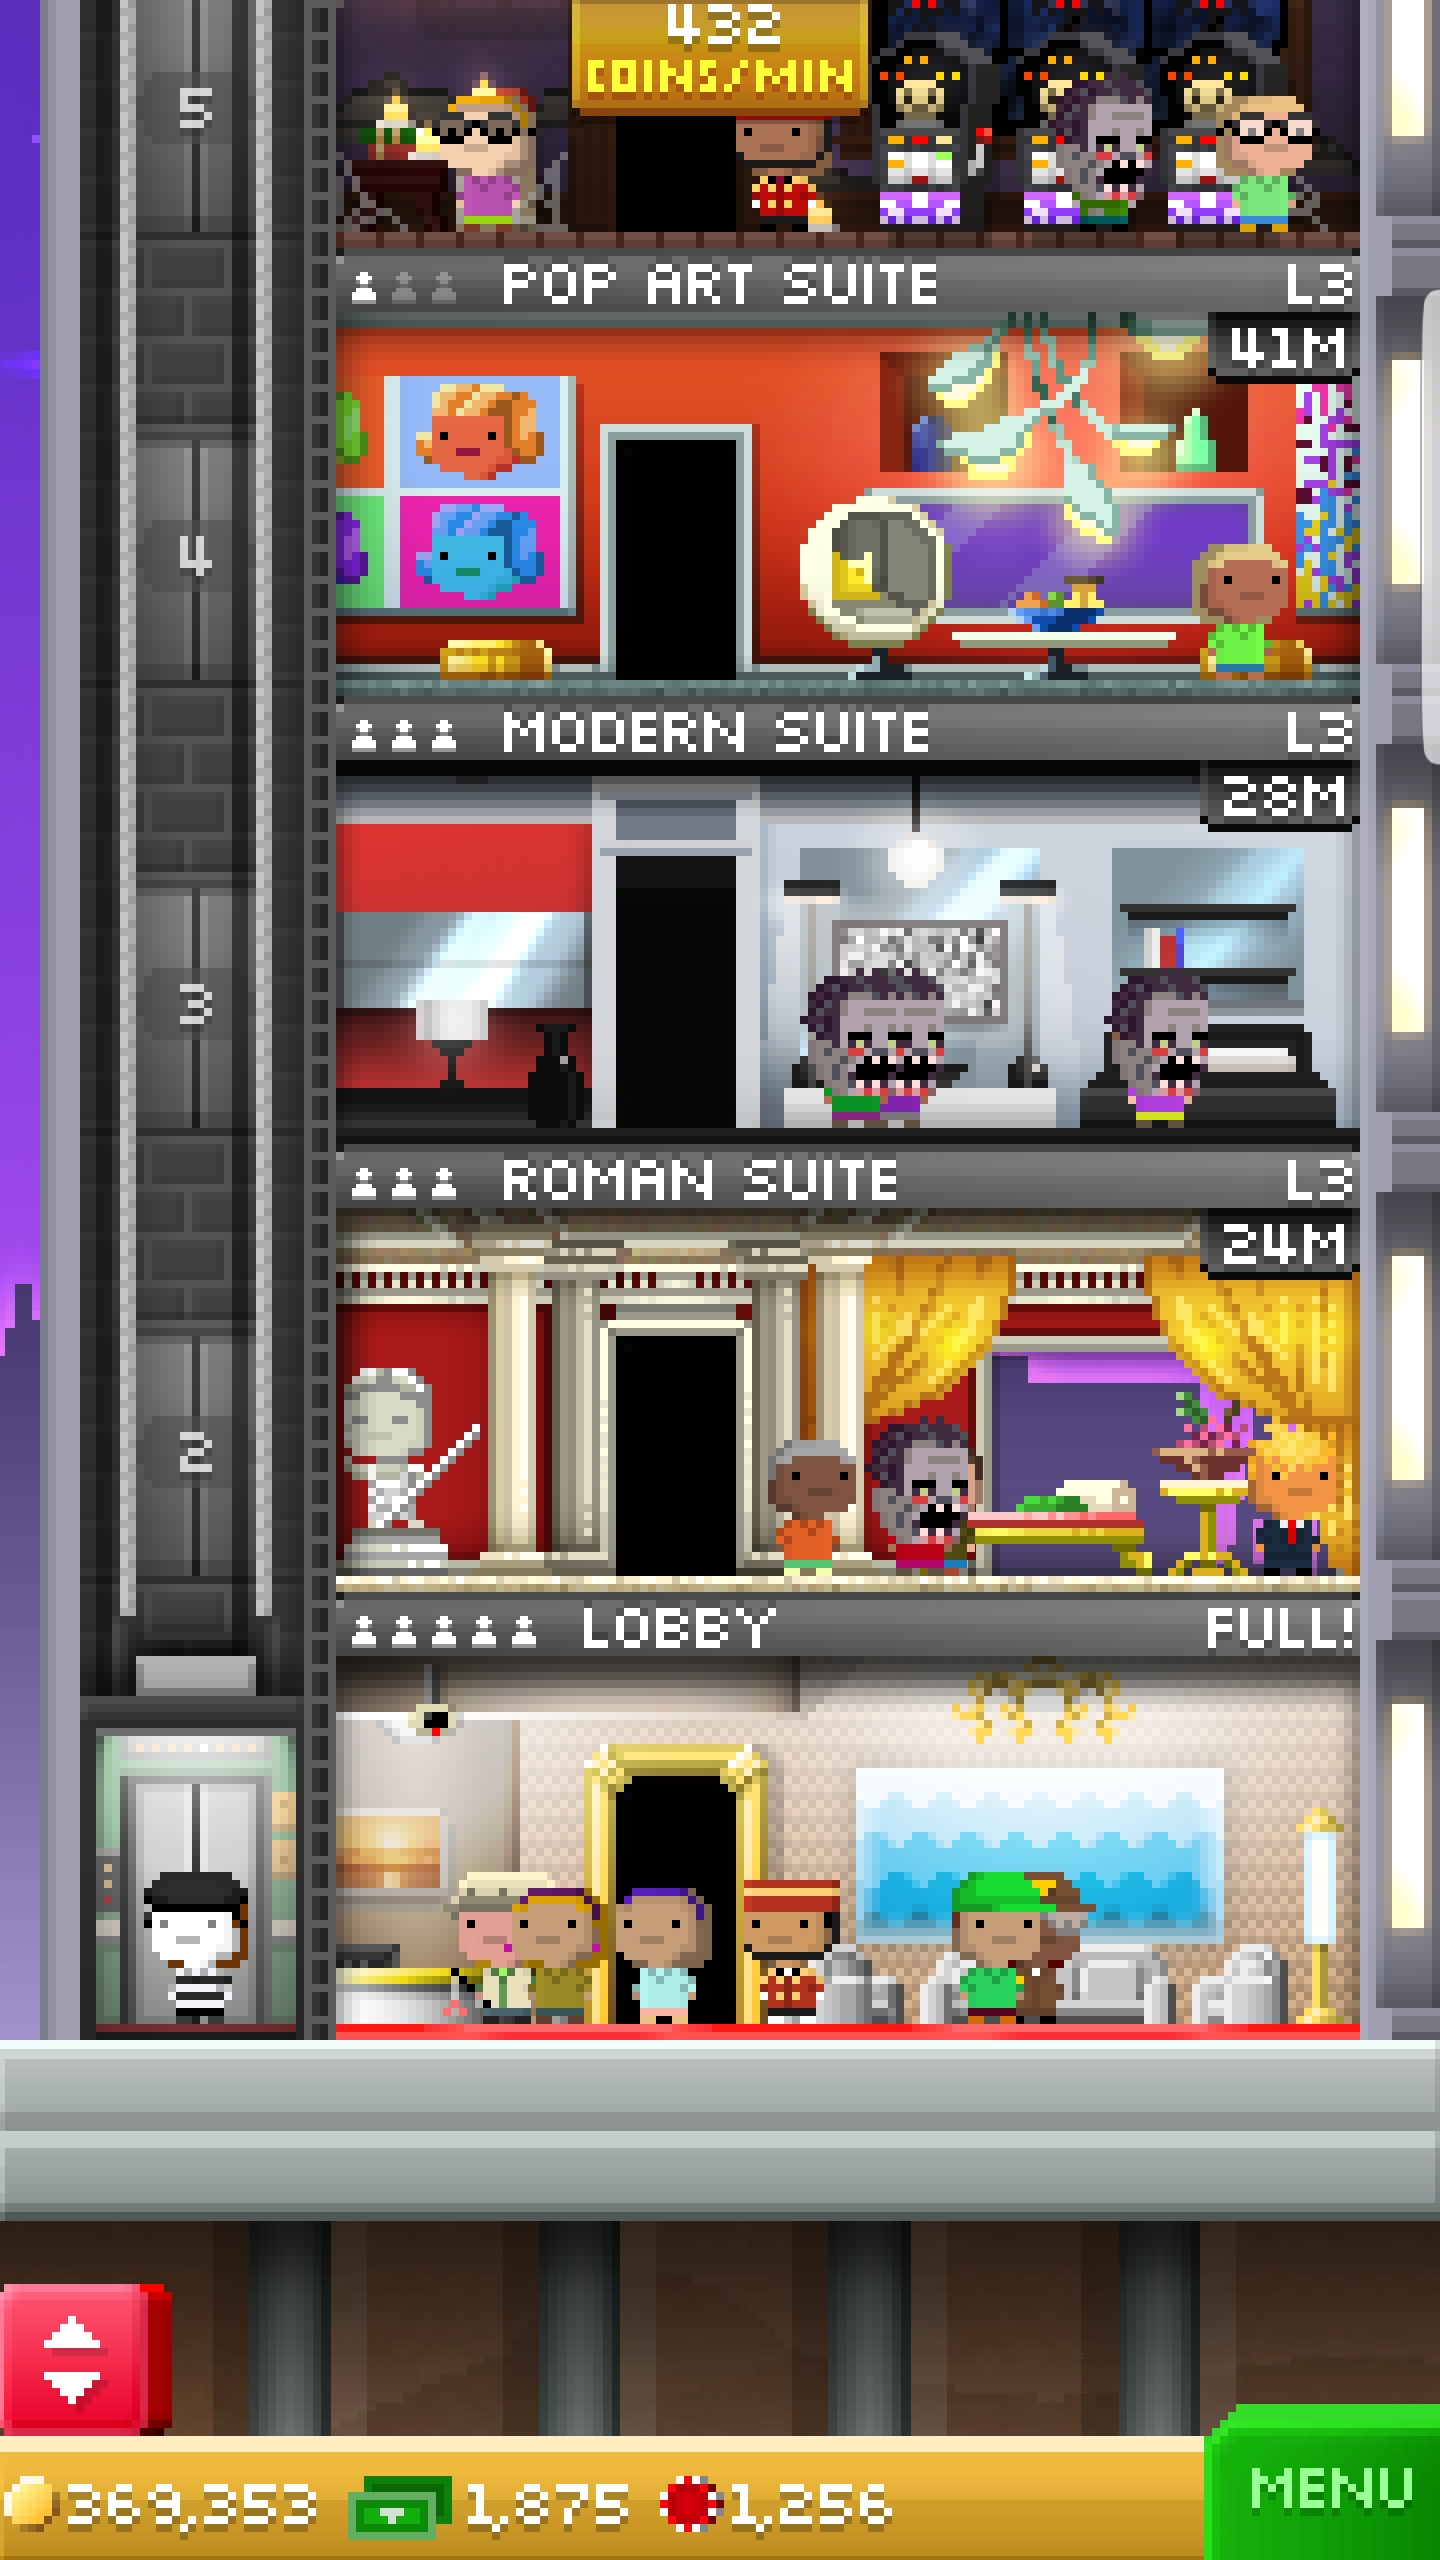 432
COINS/MIN
5
POP ART SUITE L3
41M
4
MODERN SUITE L3
28M
3
ROMAN SUITE L3
24M
2
LOBBY FULL!
369,353 1,875 1,256
MENU